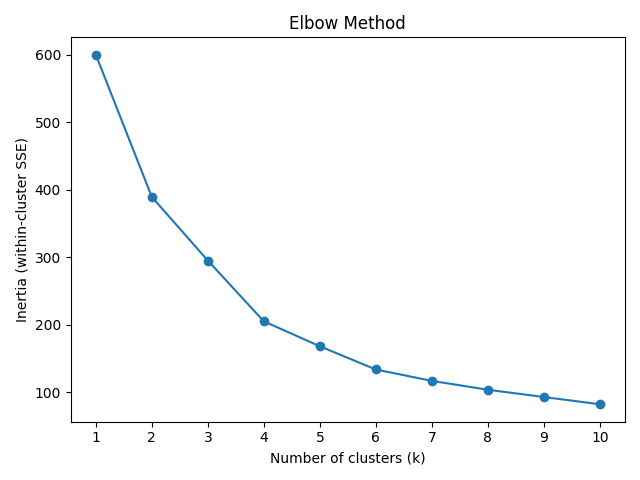 Elbow Method
600
500
400
300
200
100
Inertia (within-cluster SSE)
1 2 3 4 5 6 7 8 9 10
Number of clusters (k)